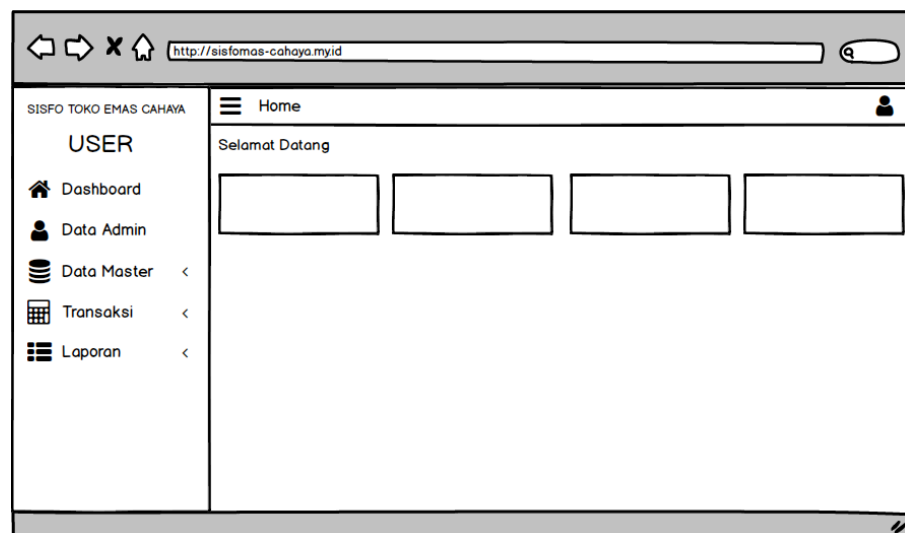 http://sisfomas-cahaya.my.id
SISFO TOKO EMAS CAHAYA
USER
Dashboard
Data Admin
Data Master <
Transaksi <
Laporan <
Home
Selamat Datang